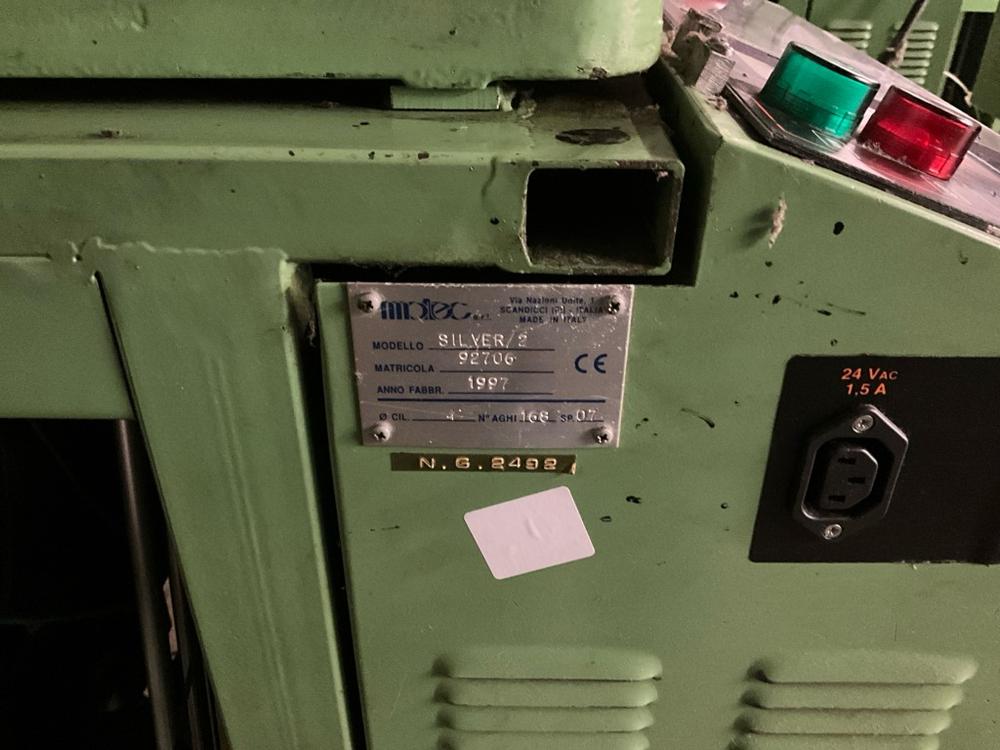 matec
Via Nazioni Unite, 1
SCANDICCI (FI) - ITALIA
MADE IN ITALY
MODELLO SILVER/2
MATRICOLA 92706
ANNO FABBR. 1997
CE
Ø CIL. 4" N° AGHI 168 SP. 07
N.G.2492
24 VAC
1,5 A